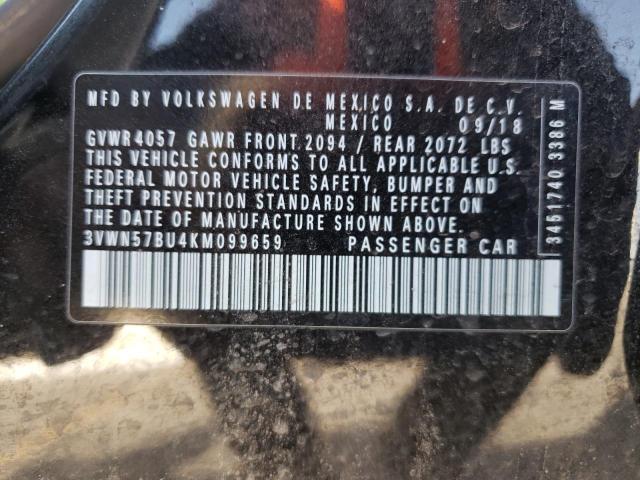 MFD BY VOLKSWAGEN DE MEXICO S.A. DE C.V.
MEXICO 09/18
GVWR 4057 GAWR FRONT.2094 / REAR 2072 LBS
THIS VEHICLE CONFORMS TO ALL APPLICABLE U.S.
FEDERAL MOTOR VEHICLE SAFETY, BUMPER AND
THEFT PREVENTION STANDARDS IN EFFECT ON
THE DATE OF MANUFACTURE SHOWN ABOVE.
3VWN57BU4KM099659 PASSENGER CAR
3451740 3386 M